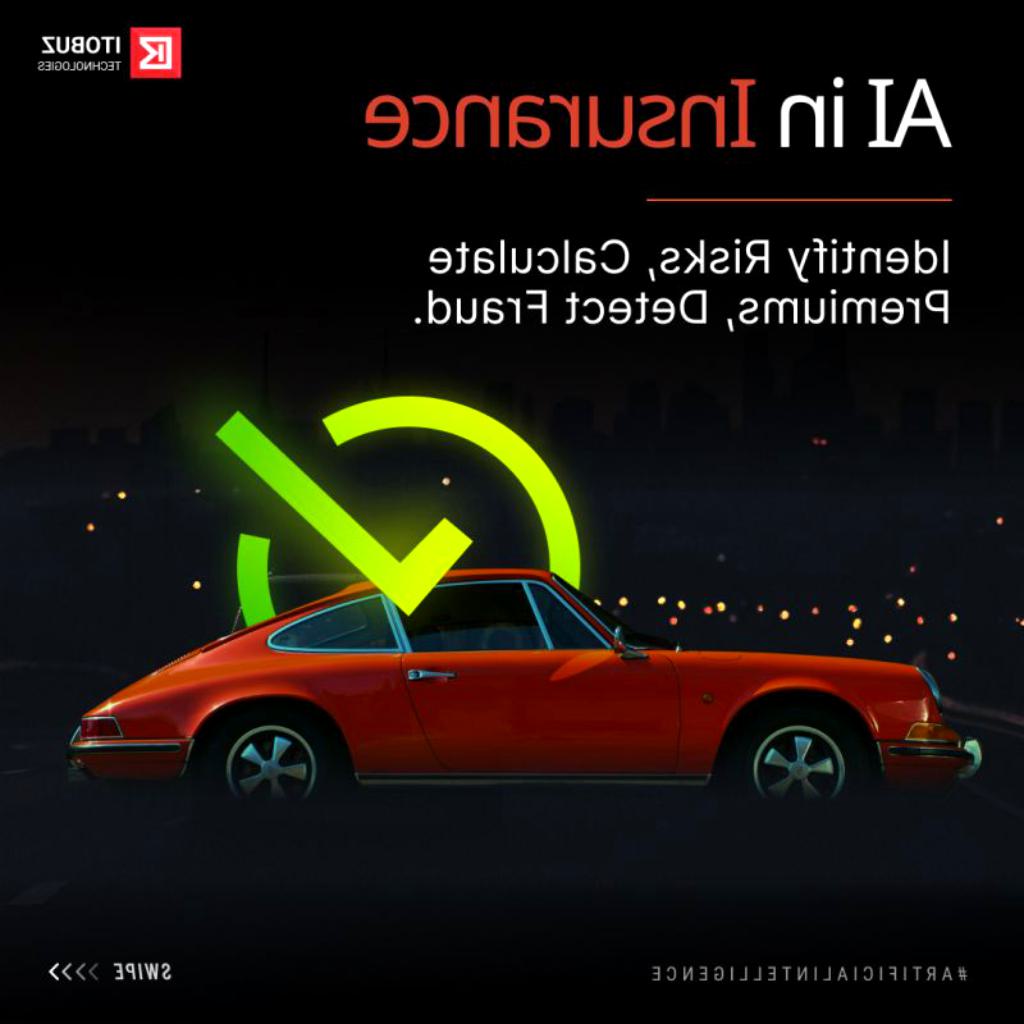 ITOBUZ
TECHNOLOGIES
AI in Insurance
Identify Risks, Calculate
Premiums, Detect Fraud.
#ARTIFICIALINTELLIGENCE
SWIPE